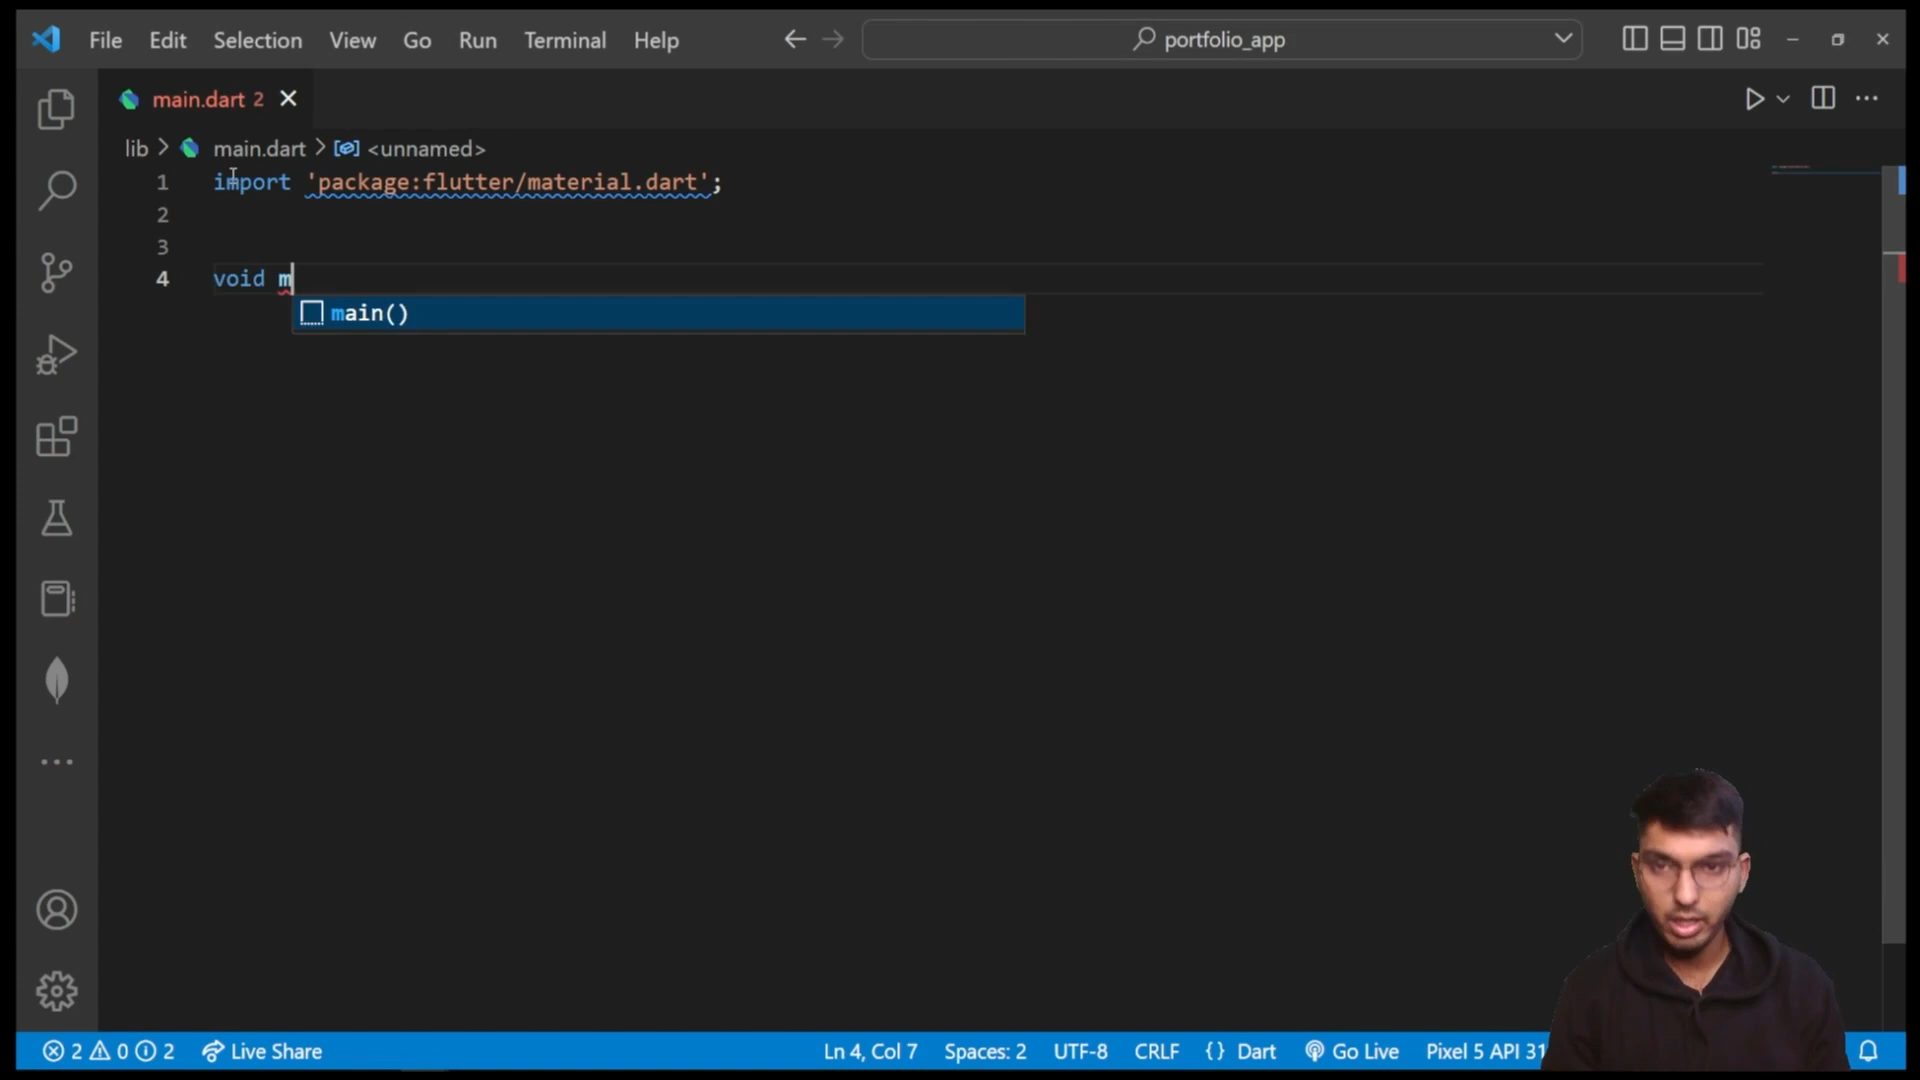 File Edit Selection View Go Run Terminal Help portfolio_app
main.dart 2
lib > main.dart > <unnamed>
1 import 'package:flutter/material.dart';
2
3
4 void m
main()
2 0 2 Live Share Ln 4, Col 7 Spaces: 2 UTF-8 CRLF {} Dart Go Live Pixel 5 API 31